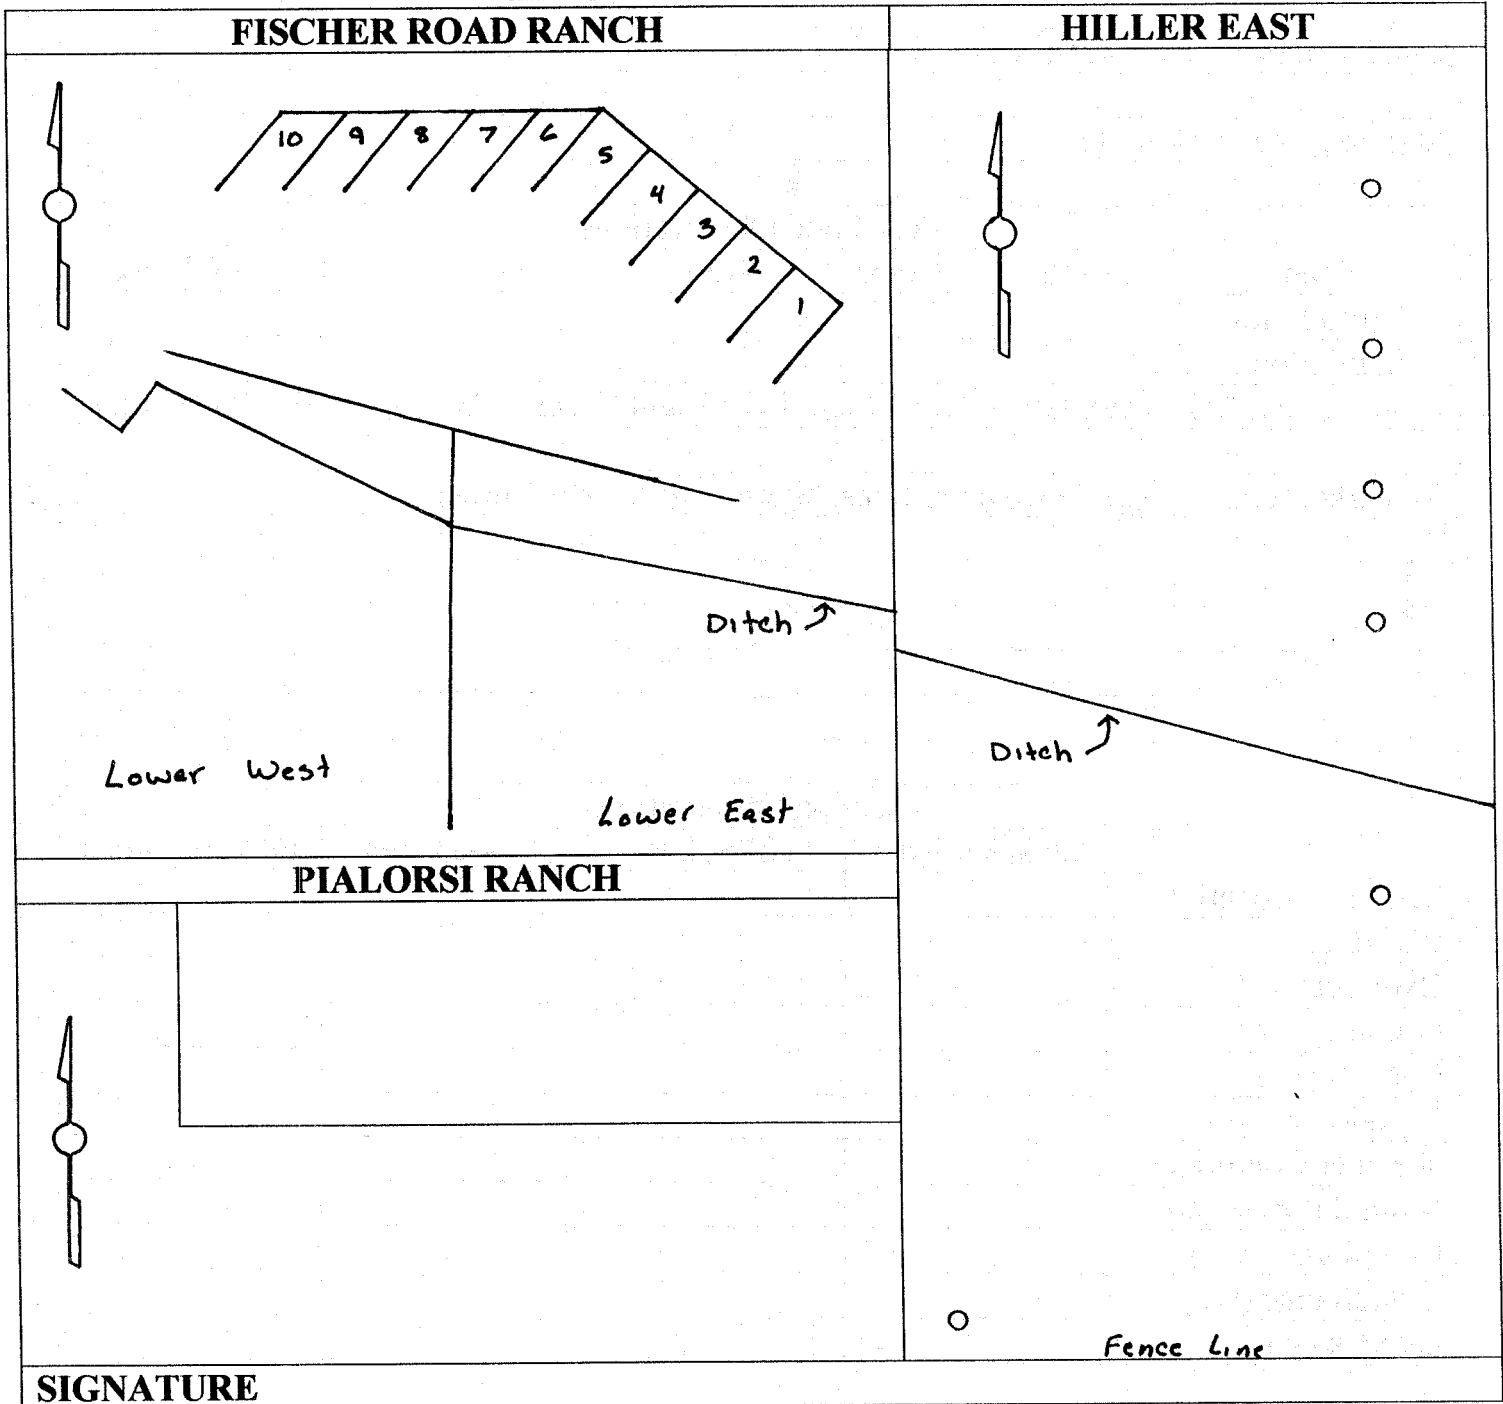 FISCHER ROAD RANCH
HILLER EAST
10 9 8 7 6 5 4 3 2 1
Ditch
Lower West
Lower East
Ditch
Fence Line
PIALORSI RANCH
SIGNATURE